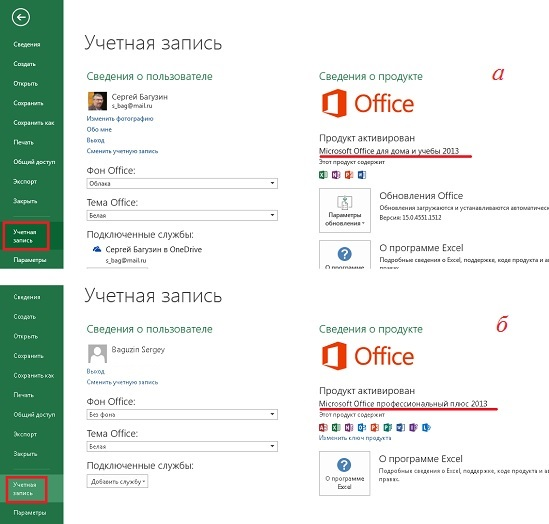 Учетная запись
Сведения
Создать
Открыть
Сохранить
Сохранить как
Печать
Общий доступ
Экспорт
Закрыть
Учетная
запись
Параметры
Сведения о пользователе
Сергей Багузин
s_bag@mail.ru
Изменить фотографию
Обо мне
Выход
Сменить учетную запись
Фон Office:
Облака
Тема Office:
Белая
Подключенные службы:
Сергей Багузин в OneDrive
s_bag@mail.ru
Сведения о продукте
а
Office
Продукт активирован
Microsoft Office для дома и учебы 2013
Этот продукт содержит
Параметры
обновления
Обновления Office
Обновления загружаются и устанавливаются автоматическ
Версия: 15.0.4551.1512
О программе
О программе Excel
Подробные сведения о Excel, поддержке, коде продукта и ав
правах.
Учетная запись
Сведения
Создать
Открыть
Сохранить
Сохранить как
Печать
Общий доступ
Экспорт
Закрыть
Учетная
запись
Параметры
Сведения о пользователе
Baguzin Sergey
Выход
Сменить учетную запись
Фон Office:
Без фона
Тема Office:
Белая
Подключенные службы:
Добавить службу
Сведения о продукте
б
Office
Продукт активирован
Microsoft Office профессиональный плюс 2013
Этот продукт содержит
Изменить ключ продукта
О программе
Excel
О программе Excel
Подробные сведения о Excel, поддержке, коде продукта и ав
правах.